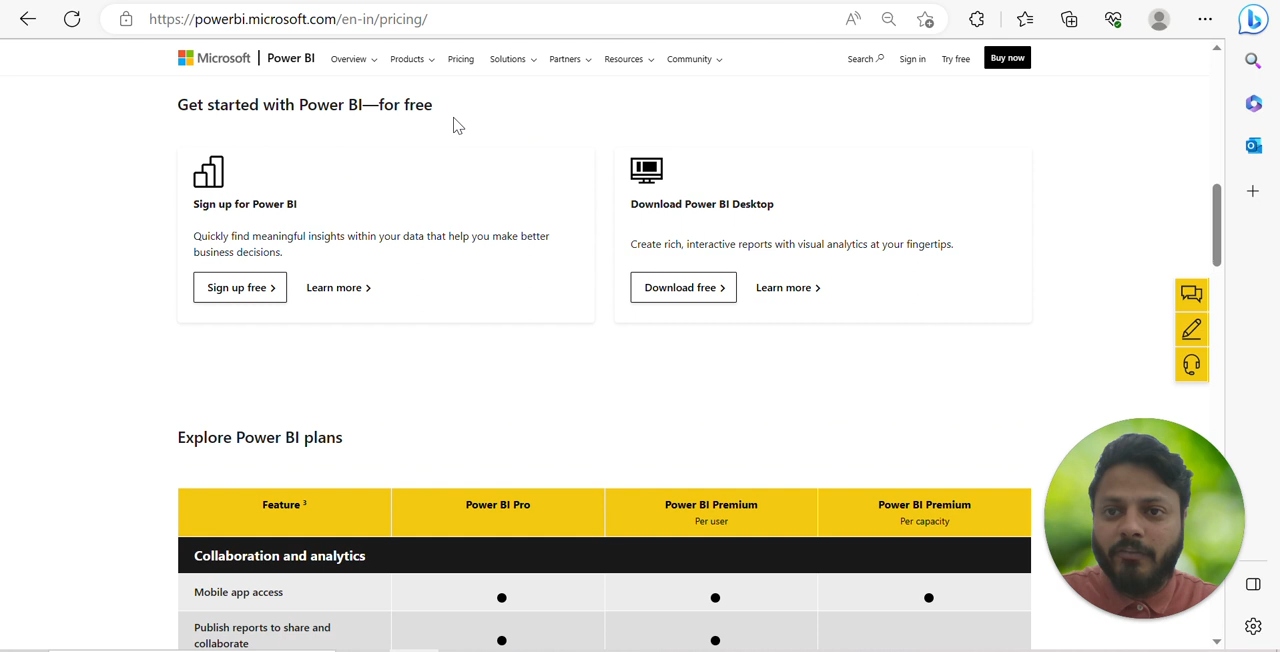 https://powerbi.microsoft.com/en-in/pricing/
Microsoft | Power BI Overview Products Pricing Solutions Partners Resources Community Search Sign in Try free Buy now
Get started with Power BI—for free
Sign up for Power BI
Quickly find meaningful insights within your data that help you make better
business decisions.
Sign up free >
Learn more >
Download Power BI Desktop
Create rich, interactive reports with visual analytics at your fingertips.
Download free >
Learn more >
Explore Power BI plans
Feature 3
Power BI Pro
Power BI Premium
Per user
Power BI Premium
Per capacity
Collaboration and analytics
Mobile app access
Publish reports to share and
collaborate